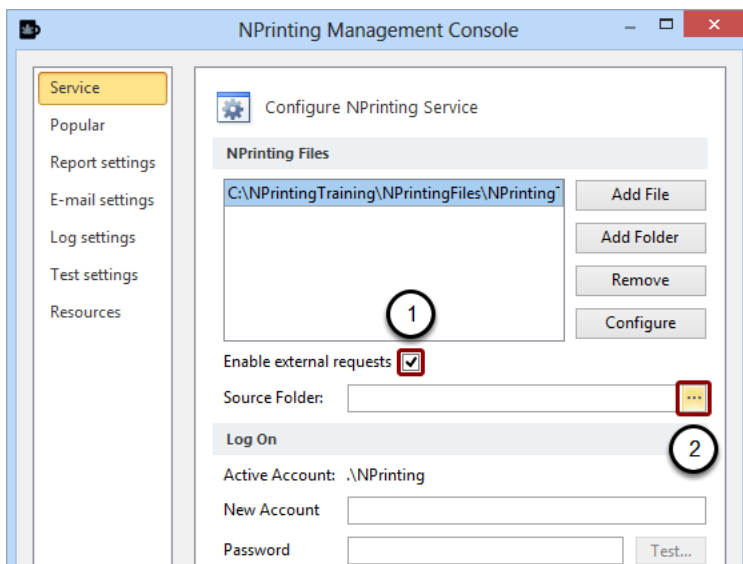 NPrinting Management Console
Service
Popular
Report settings
E-mail settings
Log settings
Test settings
Resources
Configure NPrinting Service
NPrinting Files
C:\NPrintingTraining\NPrintingFiles\NPrintingT
Add File
Add Folder
Remove
Configure
1
Enable external requests
Source Folder:
...
2
Log On
Active Account: .\NPrinting
New Account
Password
Test...